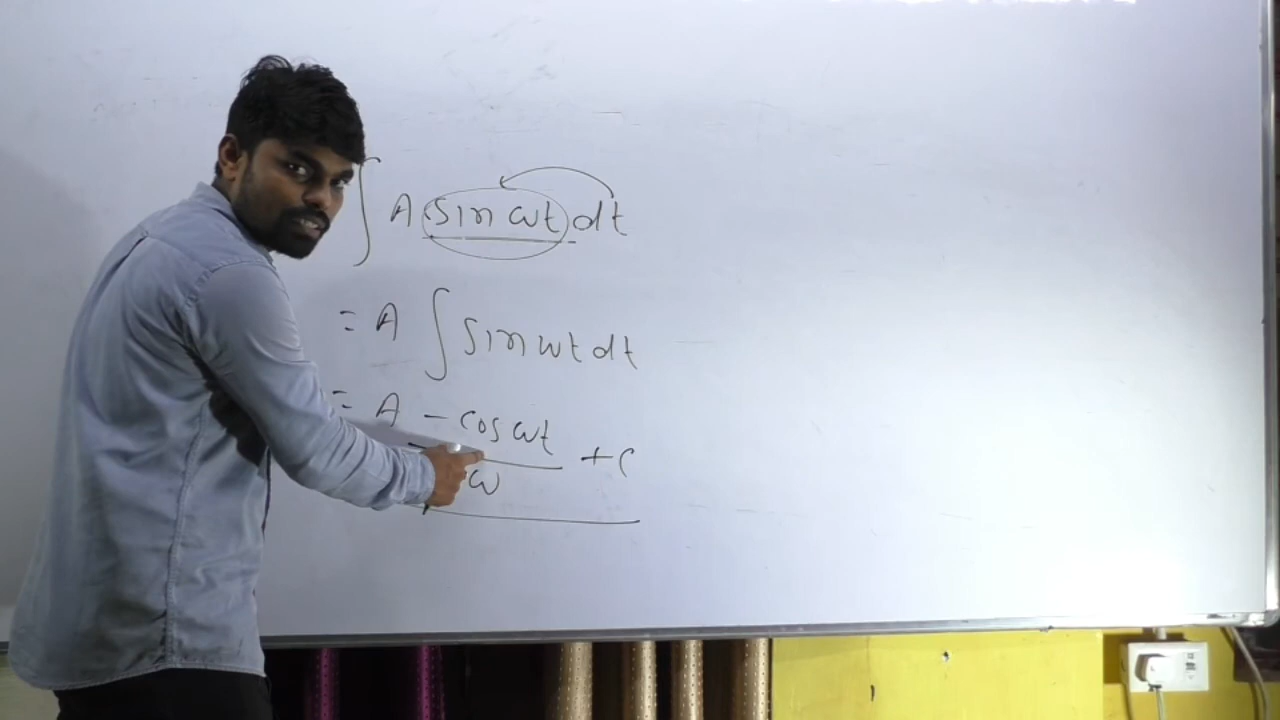 ∫ A sin ωt dt
= A ∫ sin ωt dt
= A - cos ωt
ω + c